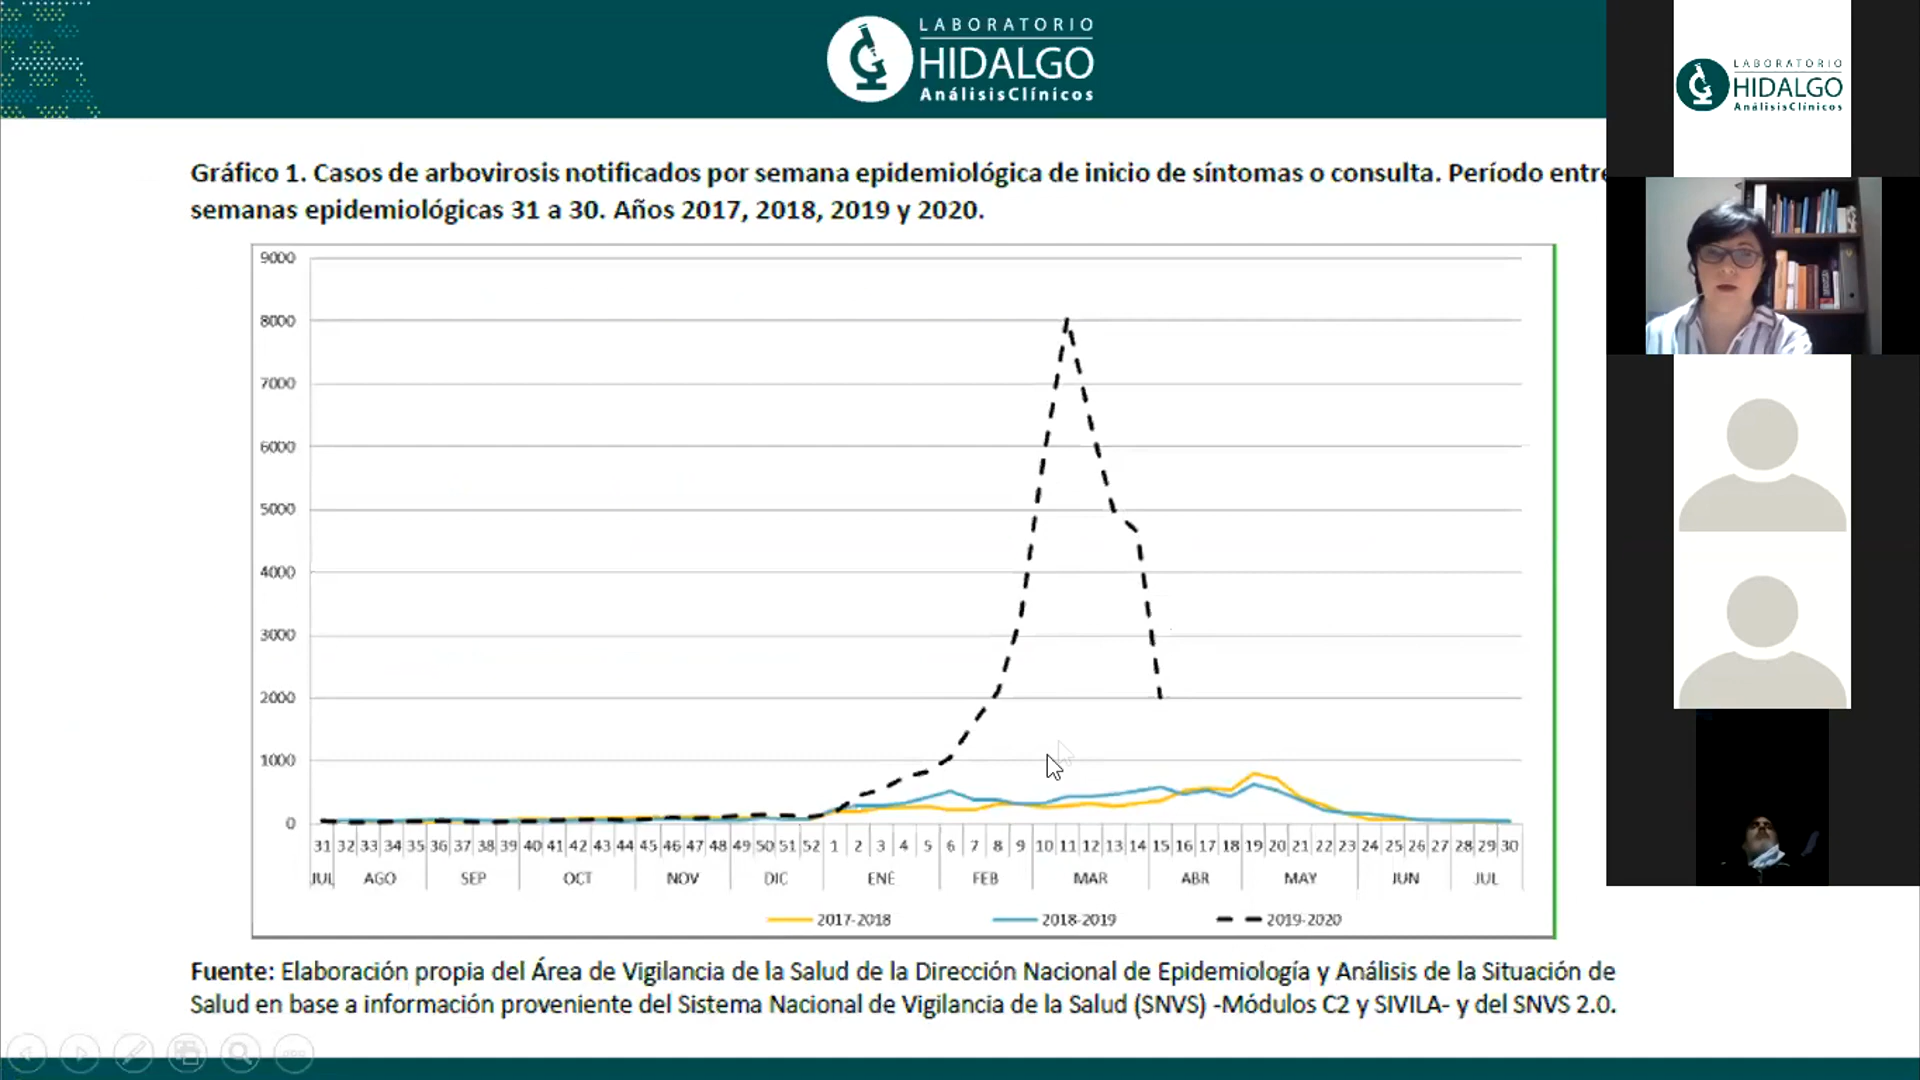 LABORATORIO
HIDALGO
AnálisisClínicos
LABORATORIO
HIDALGO
AnálisisClínicos
Gráfico 1. Casos de arbovirosis notificados por semana epidemiológica de inicio de síntomas o consulta. Período entre
semanas epidemiológicas 31 a 30. Años 2017, 2018, 2019 y 2020.
9000
8000
7000
6000
5000
4000
3000
2000
1000
0
31 32 33 34 35 36 37 38 39 40 41 42 43 44 45 46 47 48 49 50 51 52 1 2 3 4 5 6 7 8 9 10 11 12 13 14 15 16 17 18 19 20 21 22 23 24 25 26 27 28 29 30
JUL AGO SEP OCT NOV DIC ENE FEB MAR ABR MAY JUN JUL
2017-2018 2018-2019 2019-2020
Fuente: Elaboración propia del Área de Vigilancia de la Salud de la Dirección Nacional de Epidemiología y Análisis de la Situación de
Salud en base a información proveniente del Sistema Nacional de Vigilancia de la Salud (SNVS) -Módulos C2 y SIVILA- y del SNVS 2.0.